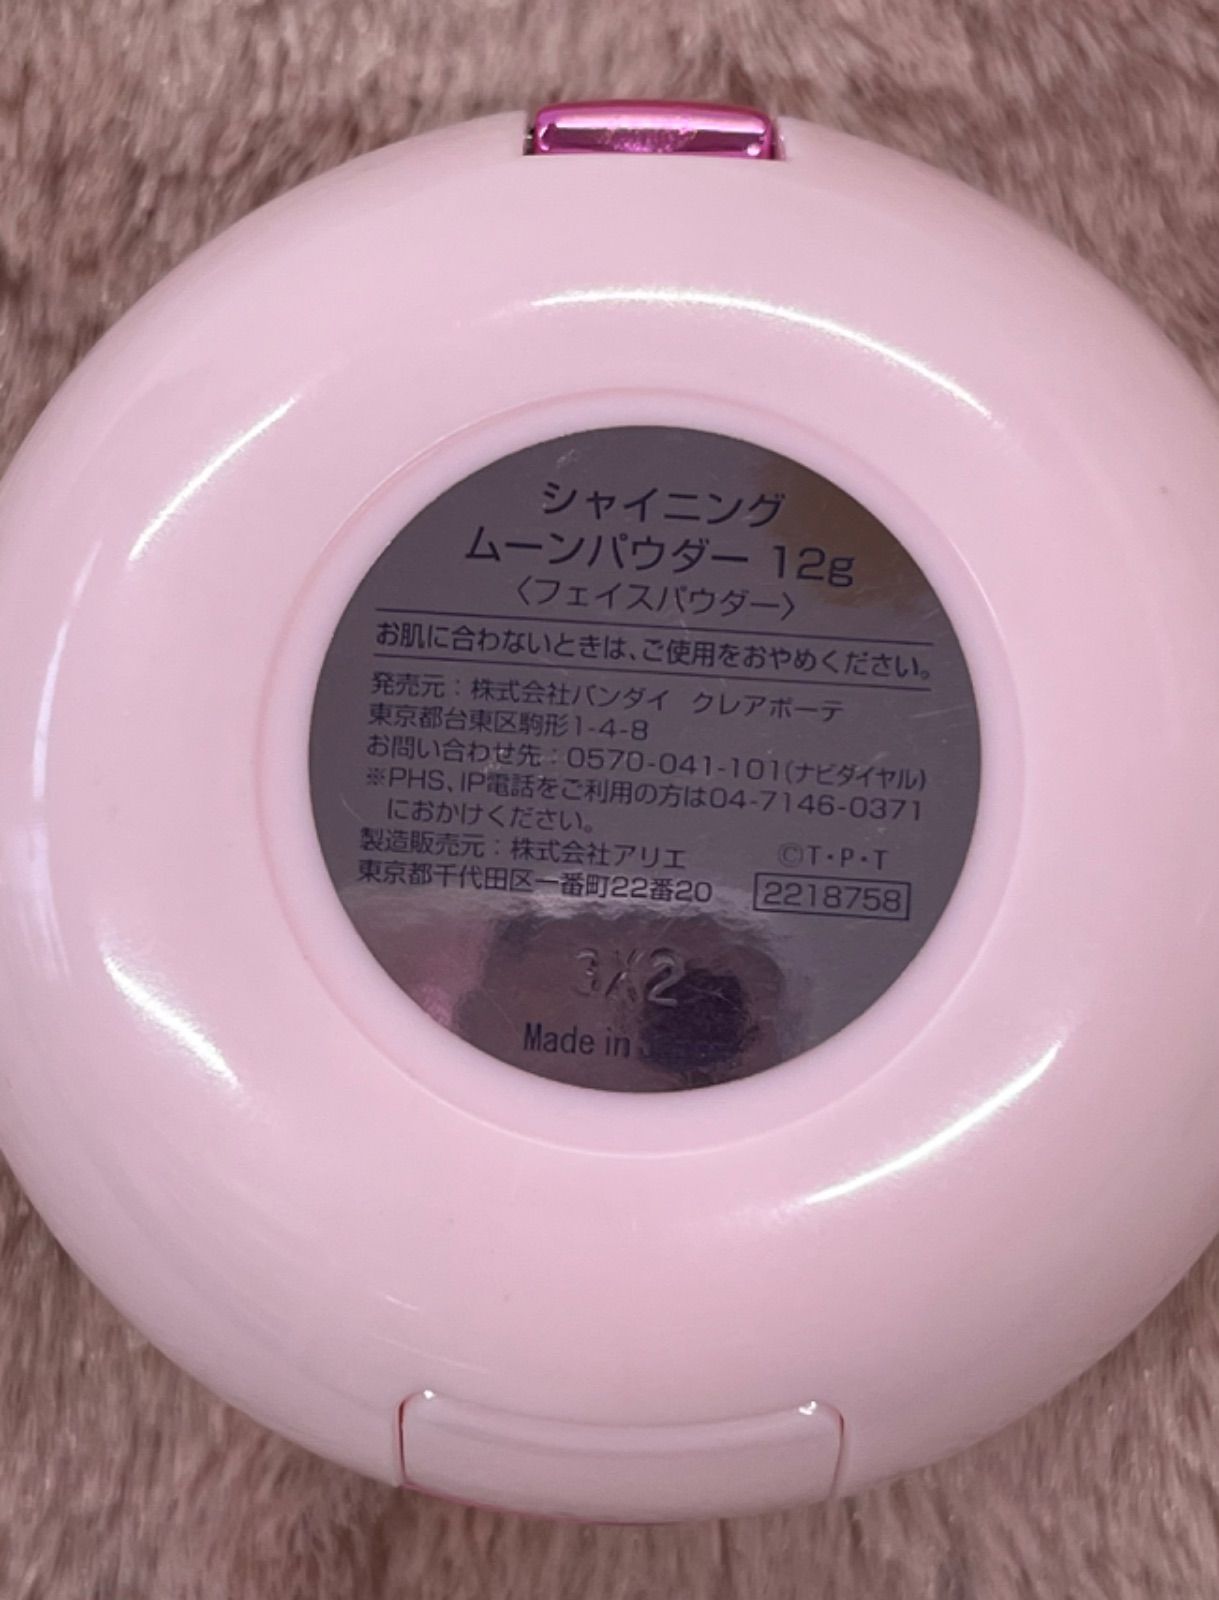 シャイニング
ムーンパウダー 12g
〈フェイスパウダー〉
お肌に合わないときは、ご使用をおやめください。
発売元：株式会社バンダイ クレアボーテ
東京都台東区駒形1-4-8
お問い合わせ先：0570-041-101(ナビダイヤル)
※PHS、IP電話をご利用の方は04-7146-0371
におかけください。
製造販売元：株式会社アリエ ©T・P・T
東京都千代田区一番町22番20 2218758
3X2
Made in